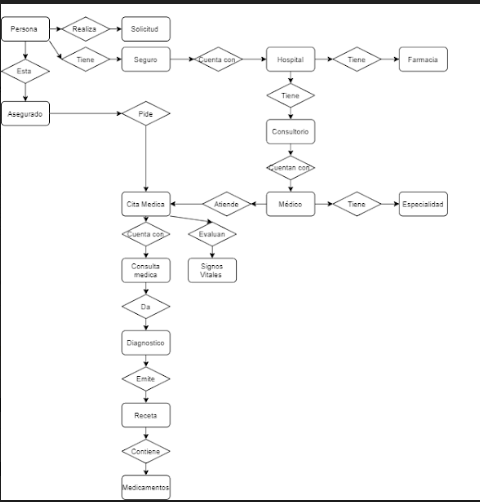 Persona
Realiza
Solicitud
Tiene
Seguro
Cuenta con
Hospital
Tiene
Farmacia
Esta
Tiene
Asegurado
Pide
Consultorio
Cuentan con
Cita Medica
Atiende
Médico
Tiene
Especialidad
Cuenta con
Evaluan
Consulta
medica
Signos
Vitales
Da
Diagnostico
Emite
Receta
Contiene
Medicamentos